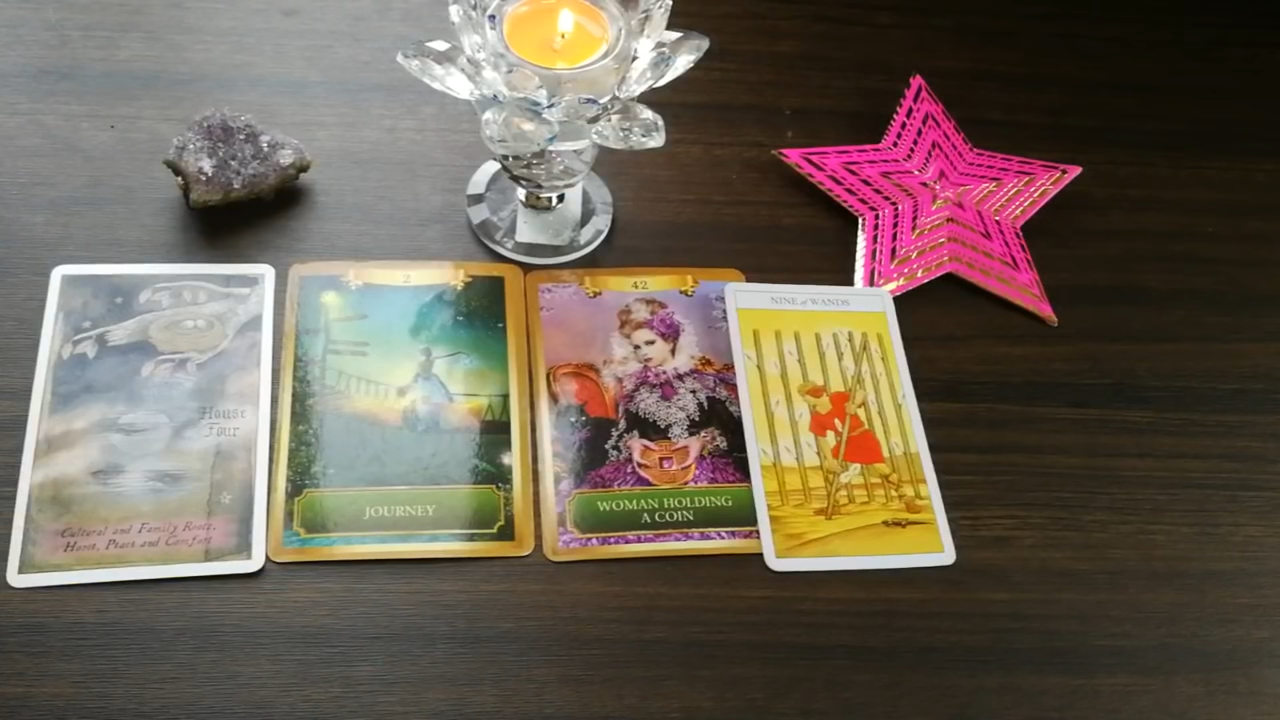 House
Four
Cultural and Family Roots,
Home, Peace and Comfort
2
JOURNEY
42
WOMAN HOLDING
A COIN
NINE of WANDS